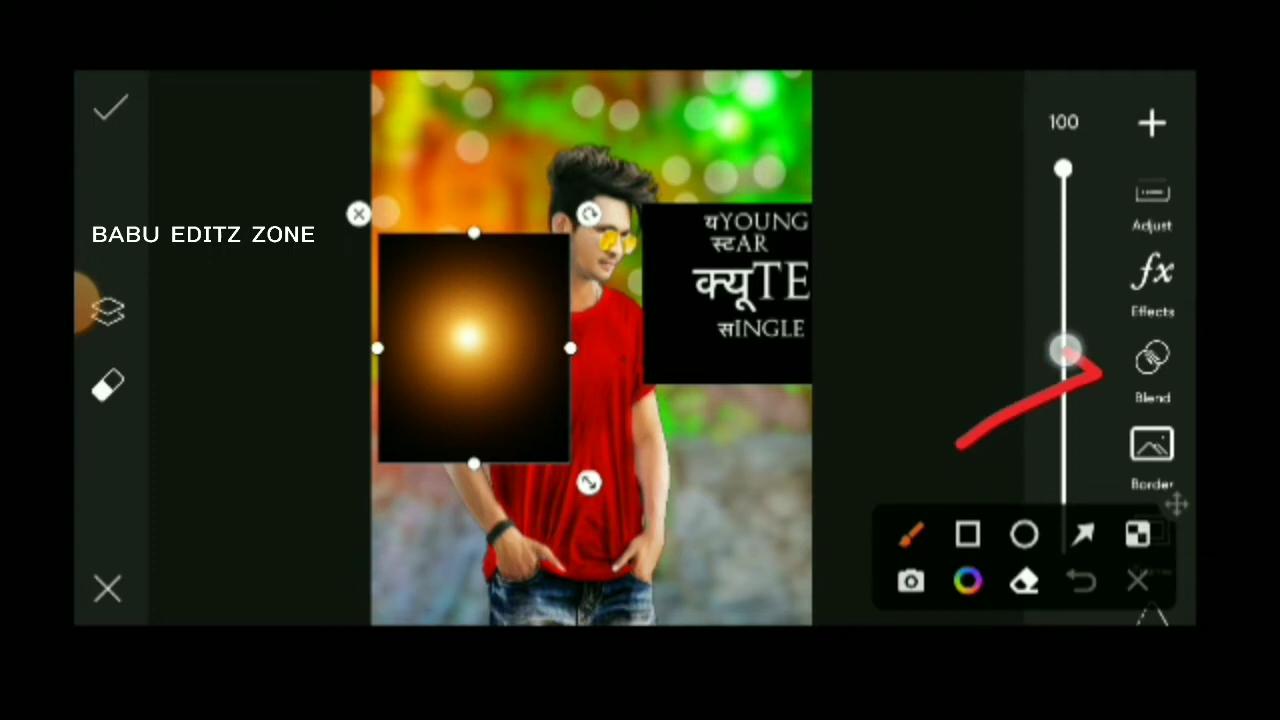 100
Adjust
BABU EDITZ ZONE
यYOUNG
स्टAR
क्यूTE
सINGLE
fx
Effects
Blend
Border